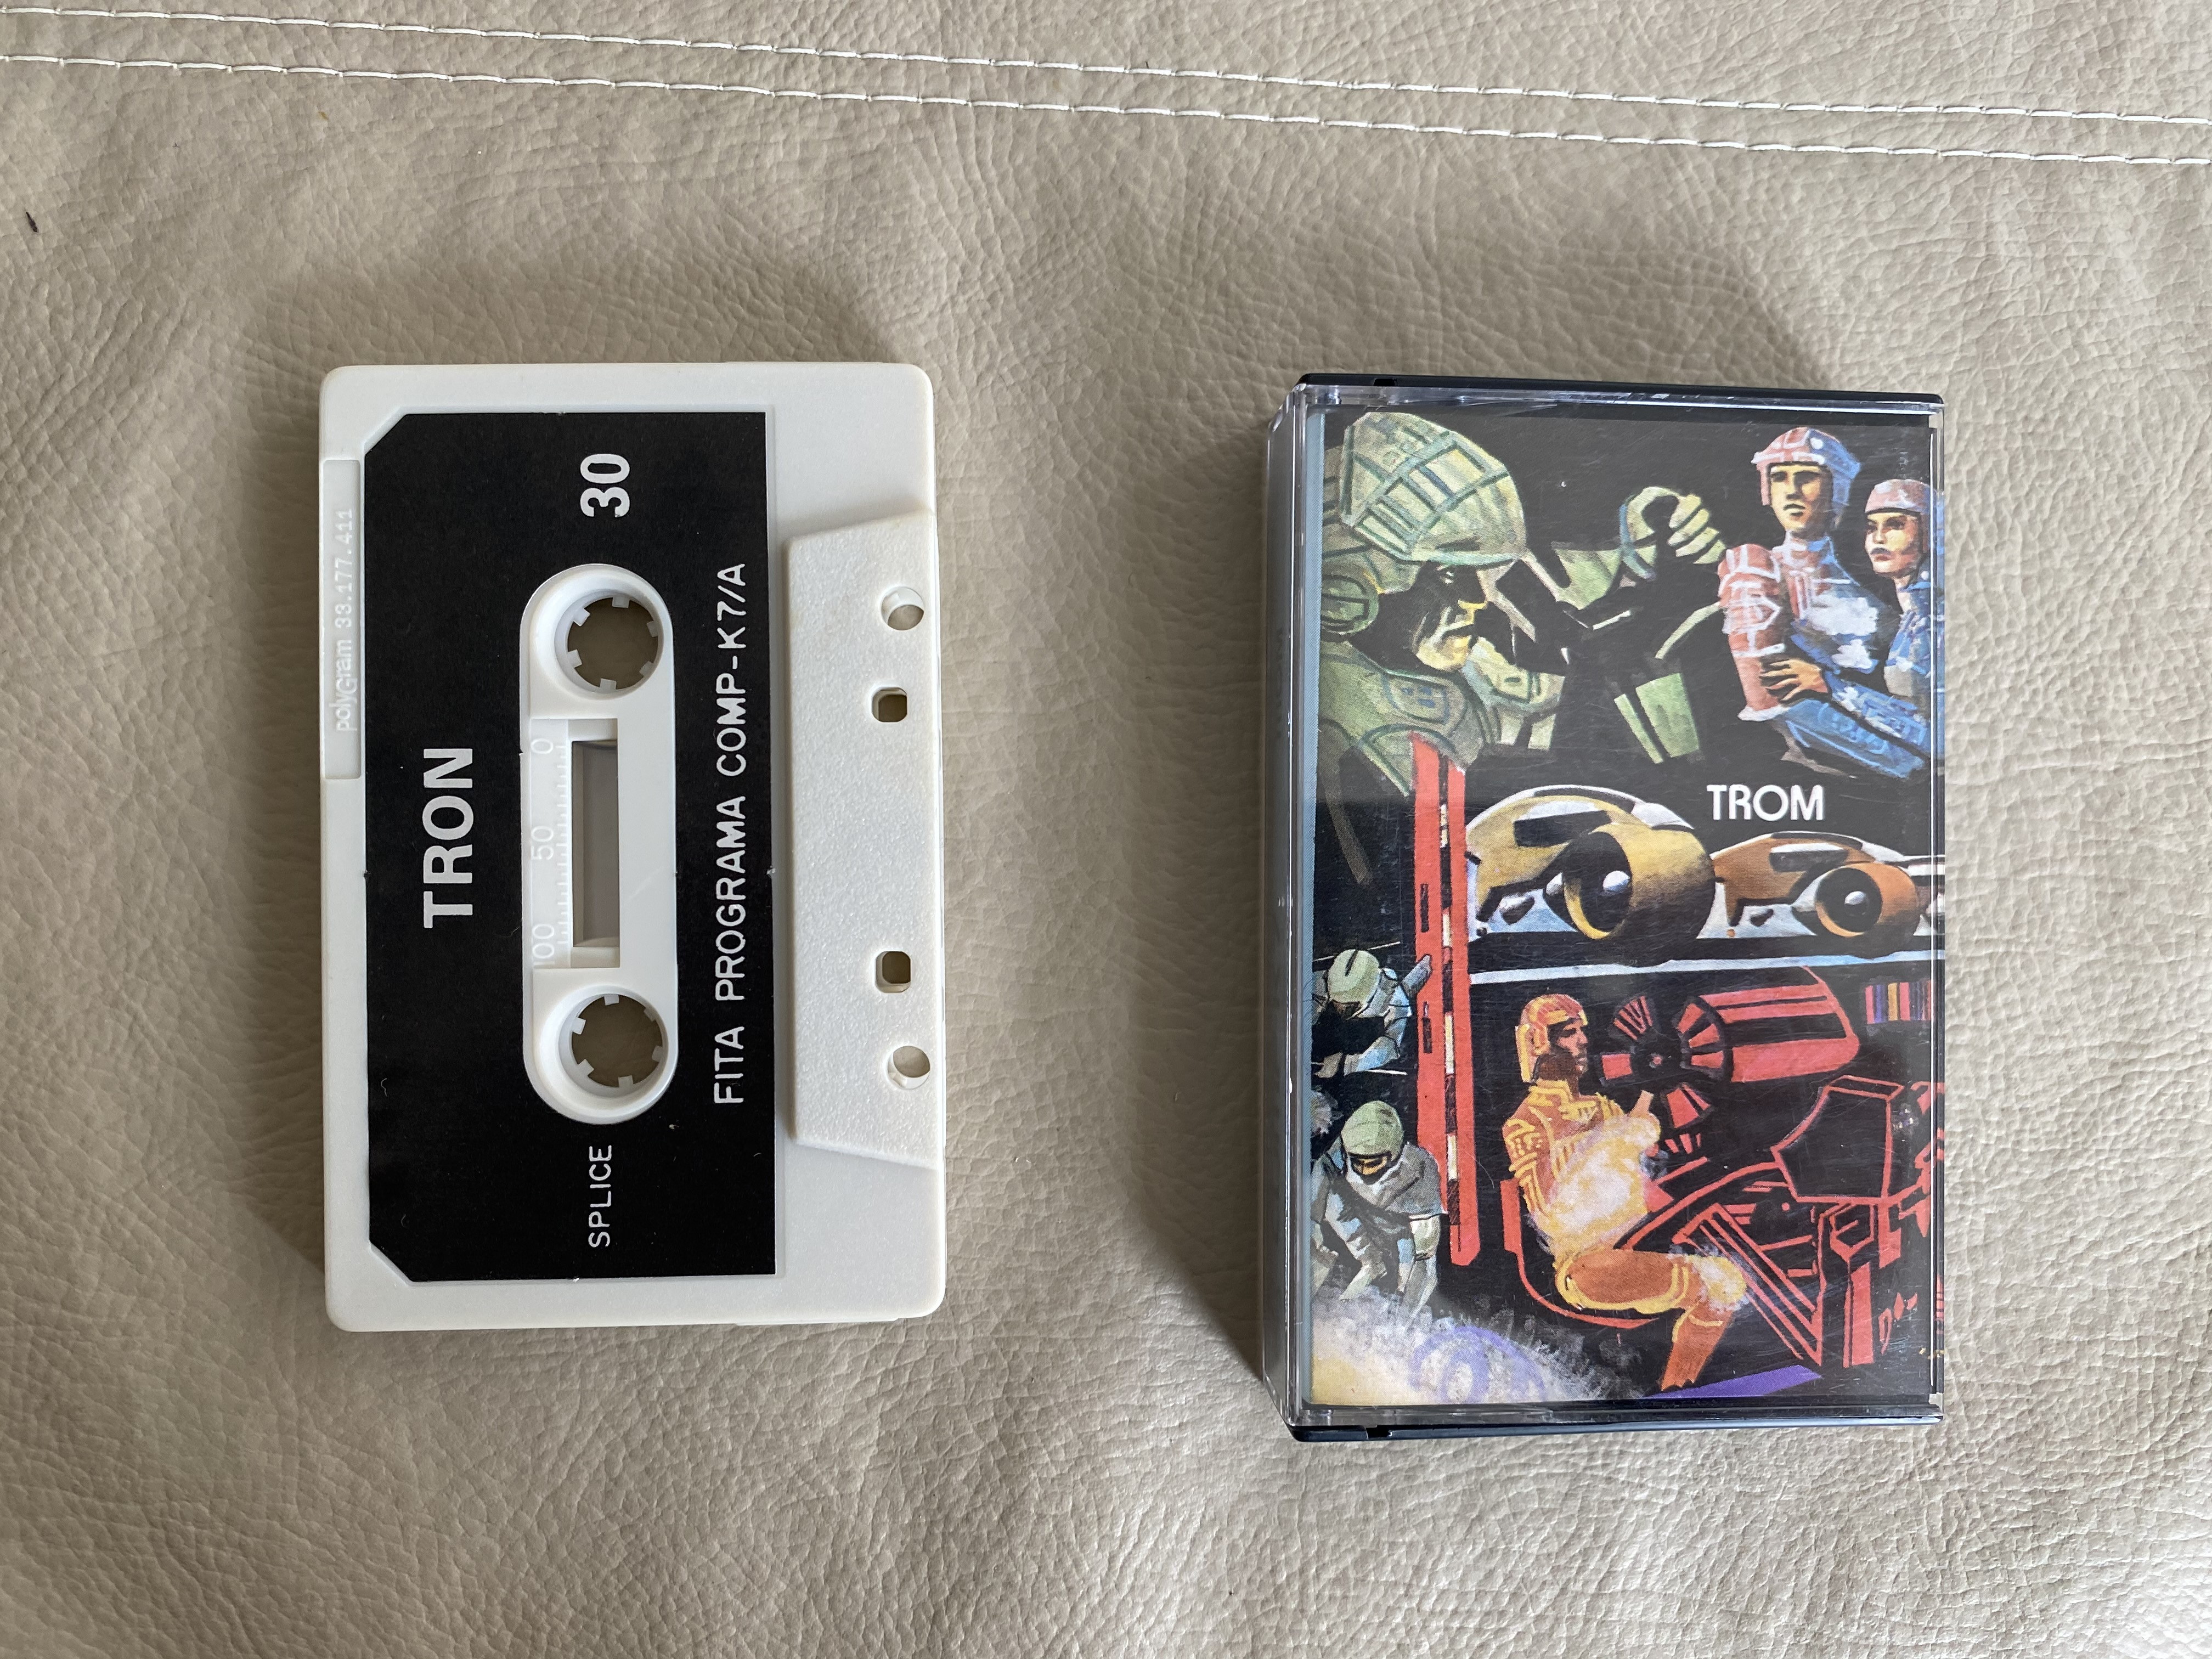 polyGram 33.177.411
TRON
30
100 50 0
SPLICE
FITA PROGRAMA COMP-K7/A
TROM